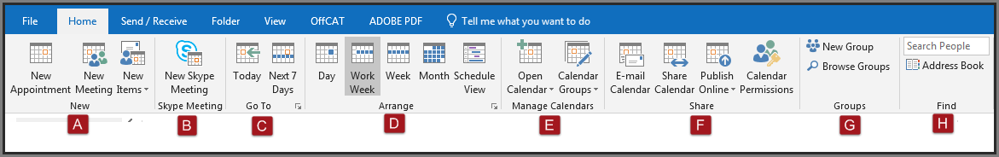 File Home Send / Receive Folder View OffCAT ADOBE PDF Tell me what you want to do
New Appointment
New Meeting
New Items
New
New Skype Meeting
Skype Meeting
Today
Next 7 Days
Go To
Day
Work Week
Week
Month
Schedule View
Arrange
Open Calendar
Calendar Groups
Manage Calendars
E-mail Calendar
Share Calendar
Publish Online
Calendar Permissions
Share
New Group
Browse Groups
Groups
Search People
Address Book
Find
A B C D E F G H